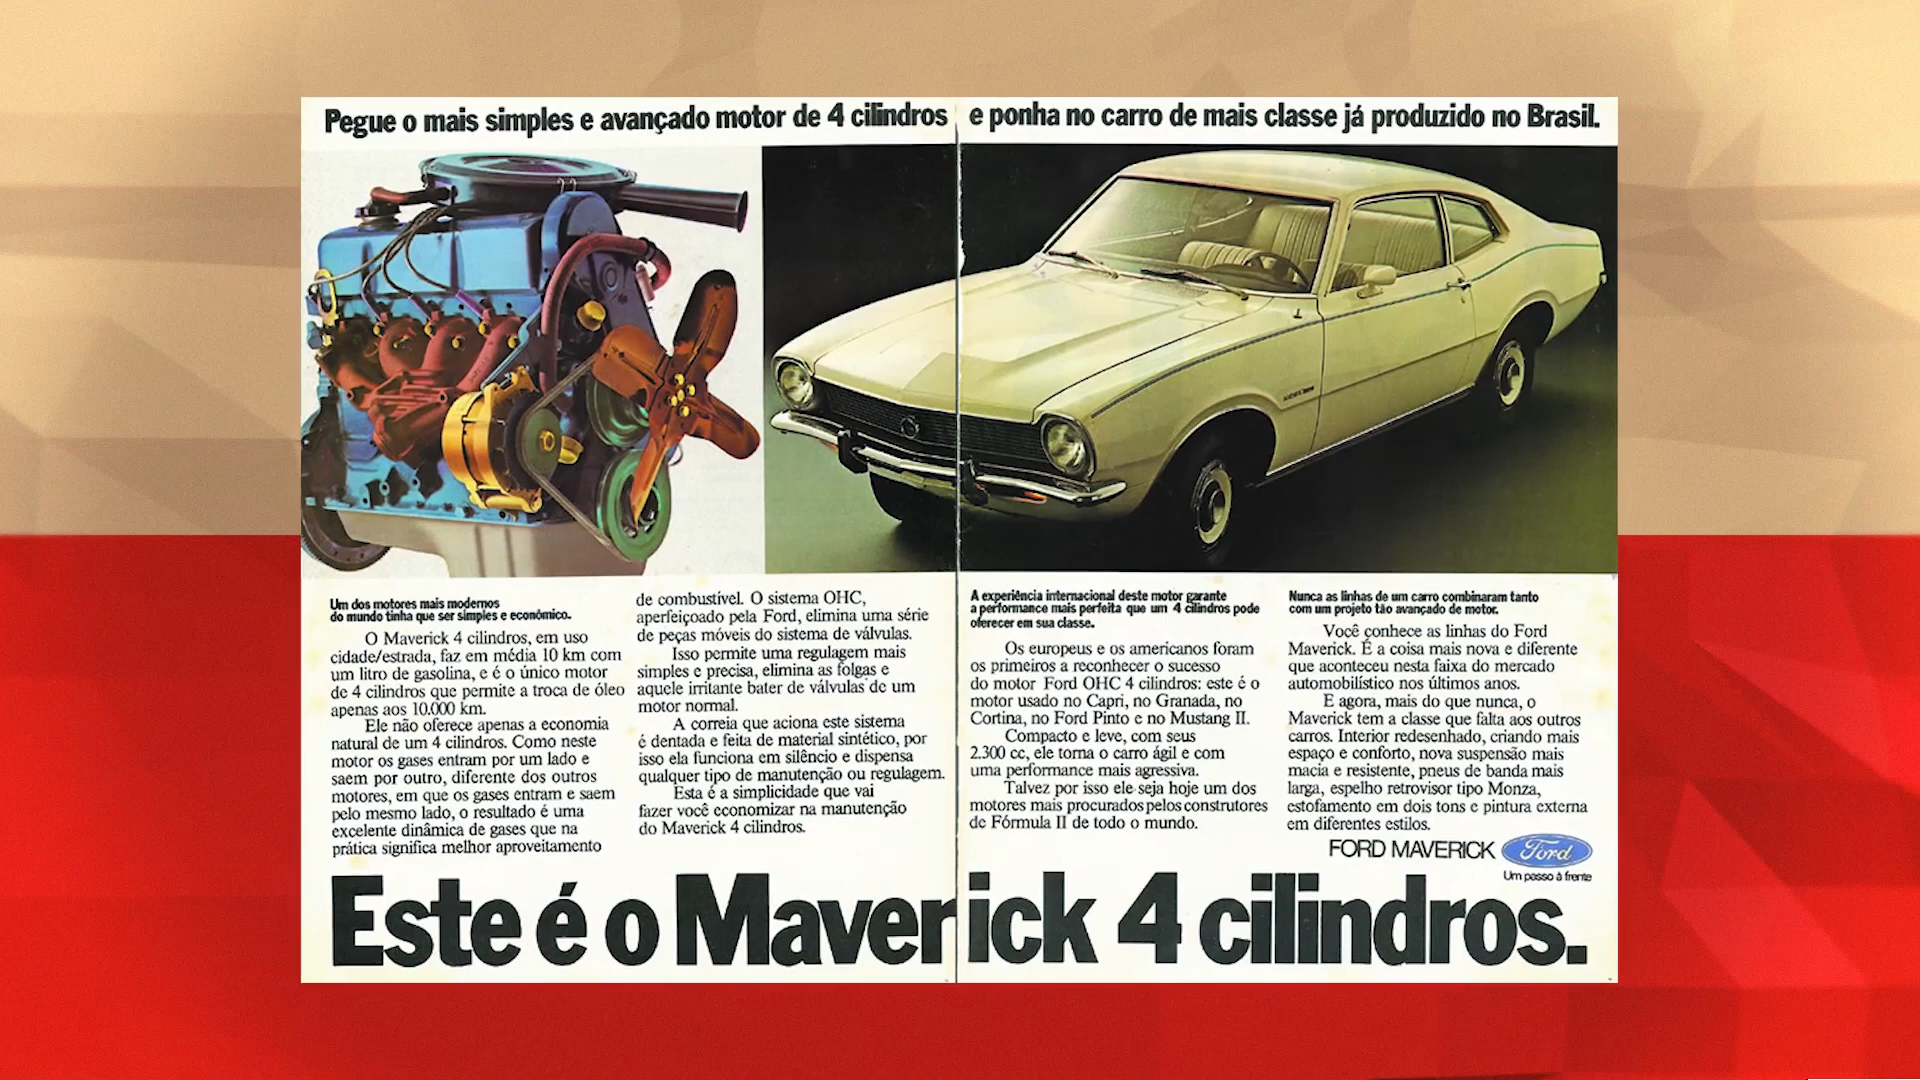 Pegue o mais simples e avançado motor de 4 cilindros e ponha no carro de mais classe já produzido no Brasil.
Um dos motores mais modernos
do mundo tinha que ser simples e econômico.
O Maverick 4 cilindros, em uso
cidade/estrada, faz em média 10 km com
um litro de gasolina, e é o único motor
de 4 cilindros que permite a troca de óleo
apenas aos 10.000 km.
Ele não oferece apenas a economia
natural de um 4 cilindros. Como neste
motor os gases entram por um lado e
saem por outro, diferente dos outros
motores, em que os gases entram e saem
pelo mesmo lado, o resultado é uma
excelente dinâmica de gases que na
prática significa melhor aproveitamento
de combustível. O sistema OHC,
aperfeiçoado pela Ford, elimina uma série
de peças móveis do sistema de válvulas.
Isso permite uma regulagem mais
simples e precisa, elimina as folgas e
aquele irritante bater de válvulas de um
motor normal.
A correia que aciona este sistema
é dentada e feita de material sintético, por
isso ela funciona em silêncio e dispensa
qualquer tipo de manutenção ou regulagem.
Esta é a simplicidade que vai
fazer você economizar na manutenção
do Maverick 4 cilindros.
A experiência internacional deste motor garante
a performance mais perfeita que um 4 cilindros pode
oferecer em sua classe.
Os europeus e os americanos foram
os primeiros a reconhecer o sucesso
do motor Ford OHC 4 cilindros: este é o
motor usado no Capri, no Granada, no
Cortina, no Ford Pinto e no Mustang II.
Compacto e leve, com seus
2.300 cc, ele torna o carro ágil e com
uma performance mais agressiva.
Talvez por isso ele seja hoje um dos
motores mais procurados pelos construtores
de Fórmula II de todo o mundo.
Nunca as linhas de um carro combinaram tanto
com um projeto tão avançado de motor.
Você conhece as linhas do Ford
Maverick. É a coisa mais nova e diferente
que aconteceu nesta faixa do mercado
automobilístico nos últimos anos.
E agora, mais do que nunca, o
Maverick tem a classe que falta aos outros
carros. Interior redesenhado, criando mais
espaço e conforto, nova suspensão mais
macia e resistente, pneus de banda mais
larga, espelho retrovisor tipo Monza,
estofamento em dois tons e pintura externa
em diferentes estilos.
FORD MAVERICK Ford
Um passo à frente
Este é o Maverick 4 cilindros.